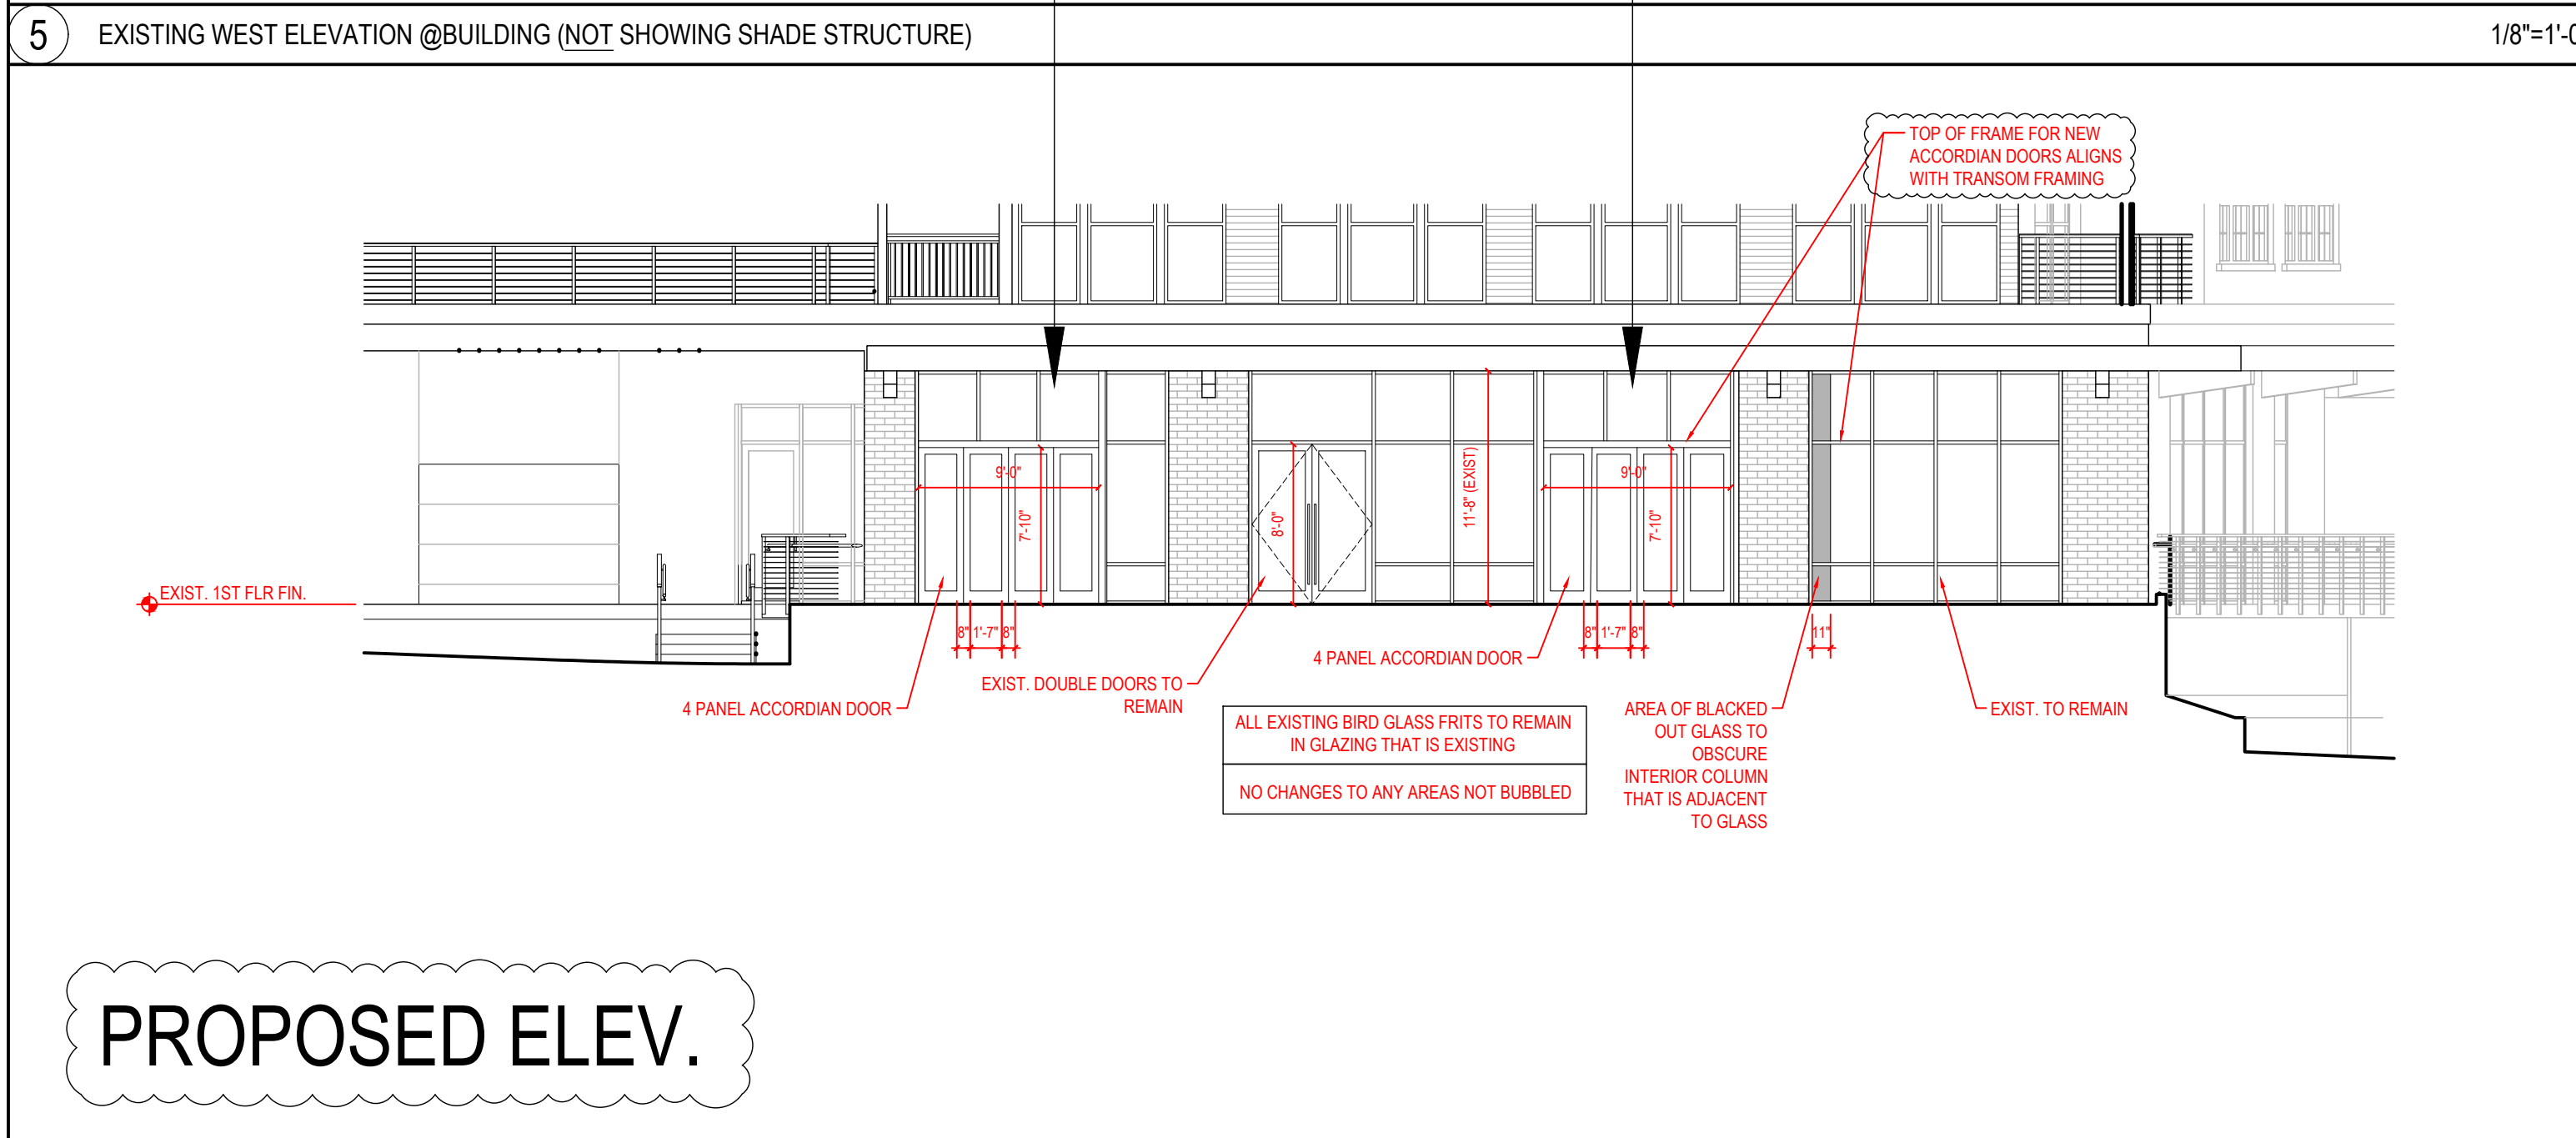 5 EXISTING WEST ELEVATION @BUILDING (NOT SHOWING SHADE STRUCTURE) 1/8"=1'-0
TOP OF FRAME FOR NEW
ACCORDIAN DOORS ALIGNS
WITH TRANSOM FRAMING
9'-0"
7'-10"
8'-0"
11'-8" (EXIST)
9'-0"
7'-10"
EXIST. 1ST FLR FIN.
8" 1'-7" 8"
8" 1'-7" 8"
11"
4 PANEL ACCORDIAN DOOR
EXIST. DOUBLE DOORS TO
REMAIN
4 PANEL ACCORDIAN DOOR
ALL EXISTING BIRD GLASS FRITS TO REMAIN
IN GLAZING THAT IS EXISTING
NO CHANGES TO ANY AREAS NOT BUBBLED
AREA OF BLACKED
OUT GLASS TO
OBSCURE
INTERIOR COLUMN
THAT IS ADJACENT
TO GLASS
EXIST. TO REMAIN
PROPOSED ELEV.